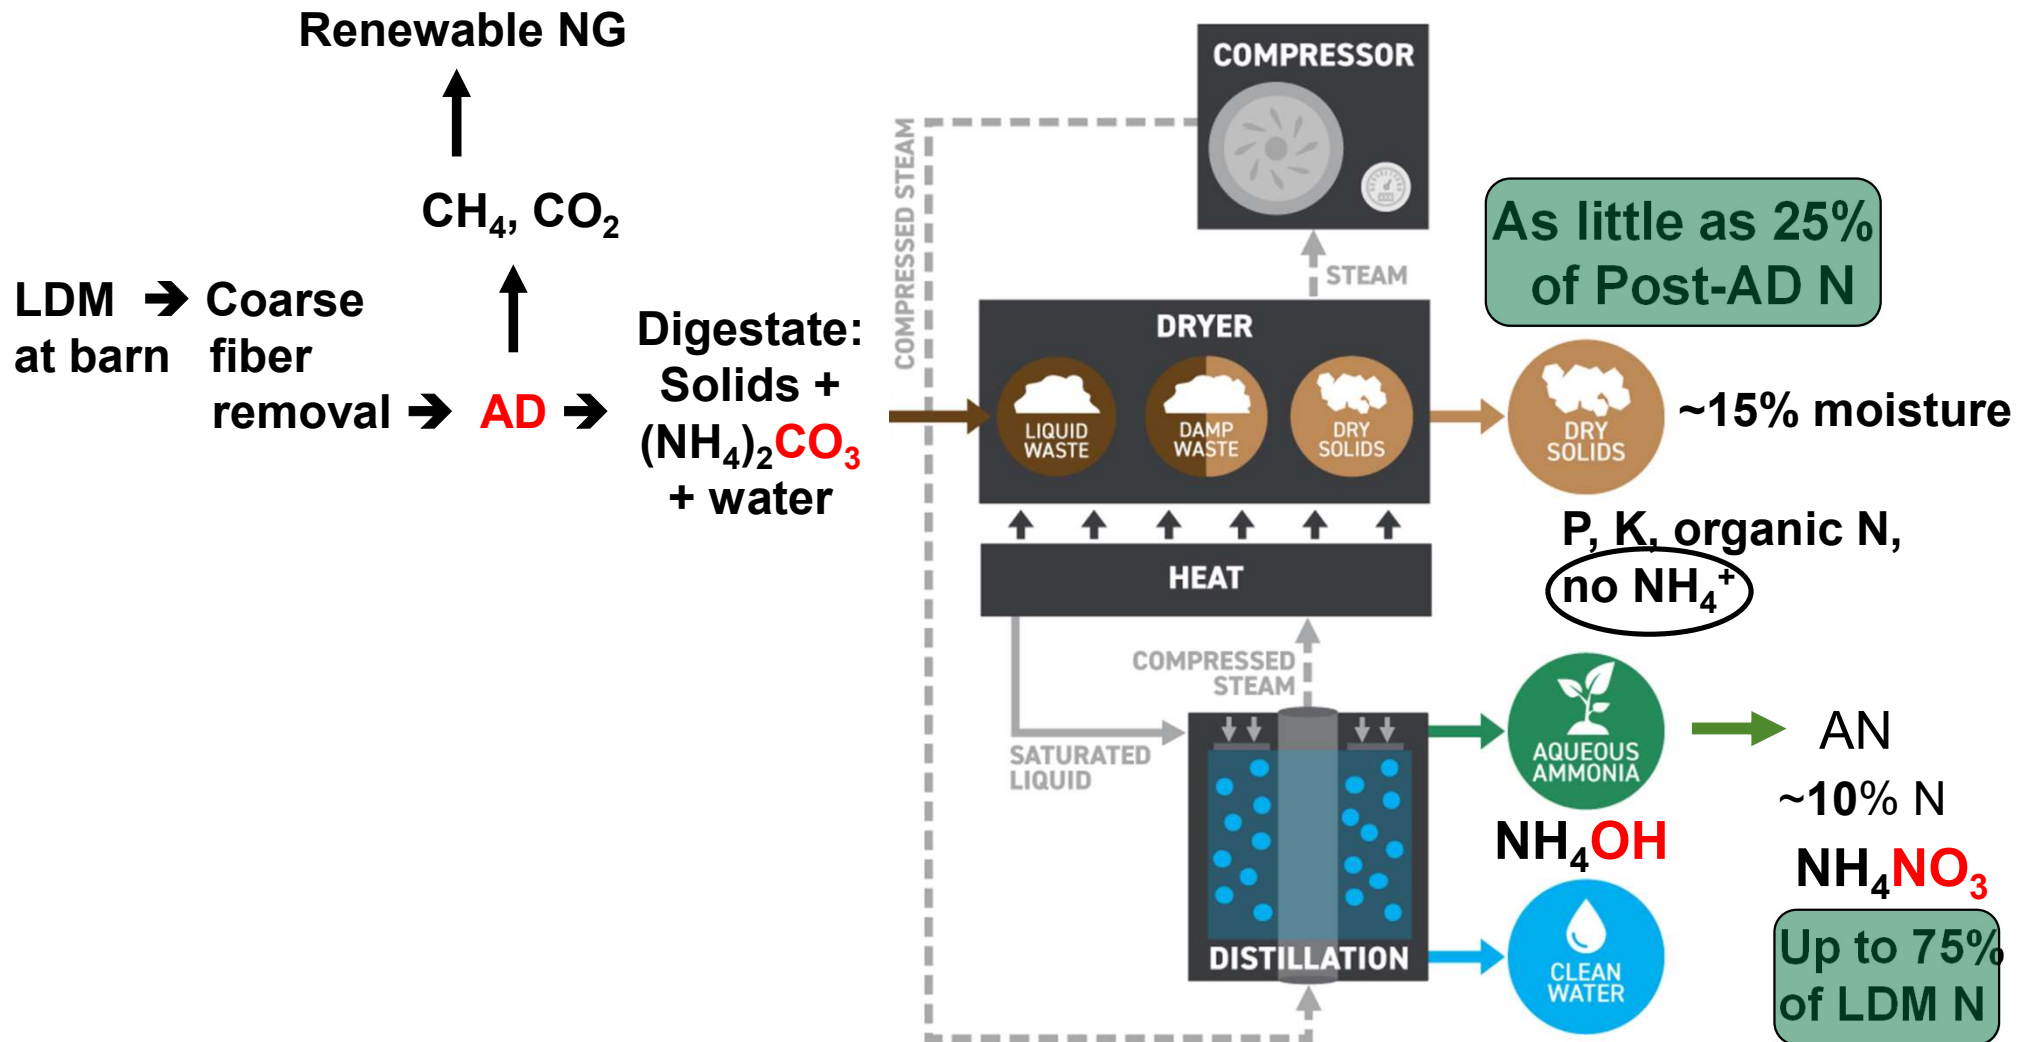 Renewable NG
CH₄, CO₂
LDM ➔ Coarse
at barn fiber
removal ➔ AD ➔
Digestate:
Solids +
(NH₄)₂CO₃
+ water
COMPRESSED STEAM
COMPRESSOR
STEAM
DRYER
LIQUID
WASTE
DAMP
WASTE
DRY
SOLIDS
HEAT
COMPRESSED
STEAM
SATURATED
LIQUID
DISTILLATION
As little as 25%
of Post-AD N
DRY
SOLIDS
~15% moisture
P, K, organic N,
no NH₄⁺
AQUEOUS
AMMONIA
NH₄OH
AN
~10% N
NH₄NO₃
CLEAN
WATER
Up to 75%
of LDM N